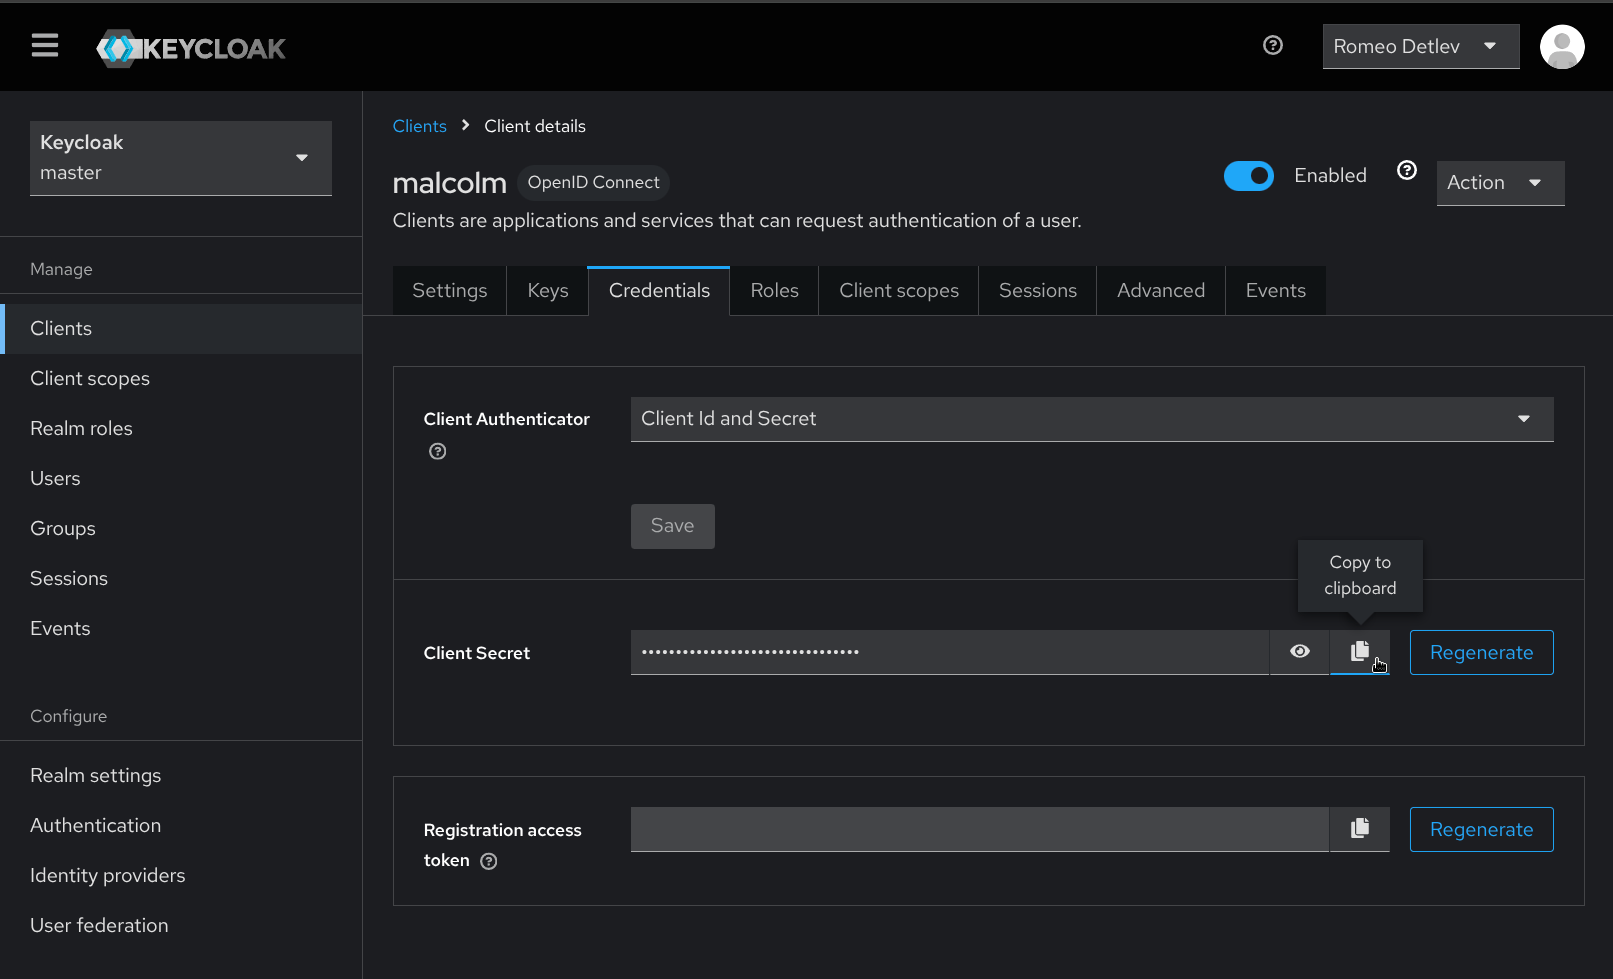 KEYCLOAK
Romeo Detlev
Keycloak
master
Manage
Clients
Client scopes
Realm roles
Users
Groups
Sessions
Events
Configure
Realm settings
Authentication
Identity providers
User federation
Clients > Client details
malcolm OpenID Connect
Enabled
Action
Clients are applications and services that can request authentication of a user.
Settings Keys Credentials Roles Client scopes Sessions Advanced Events
Client Authenticator
Client Id and Secret
Save
Copy to
clipboard
Client Secret
•••••••••••••••••••••••••••••••• Regenerate
Registration access
token
Regenerate